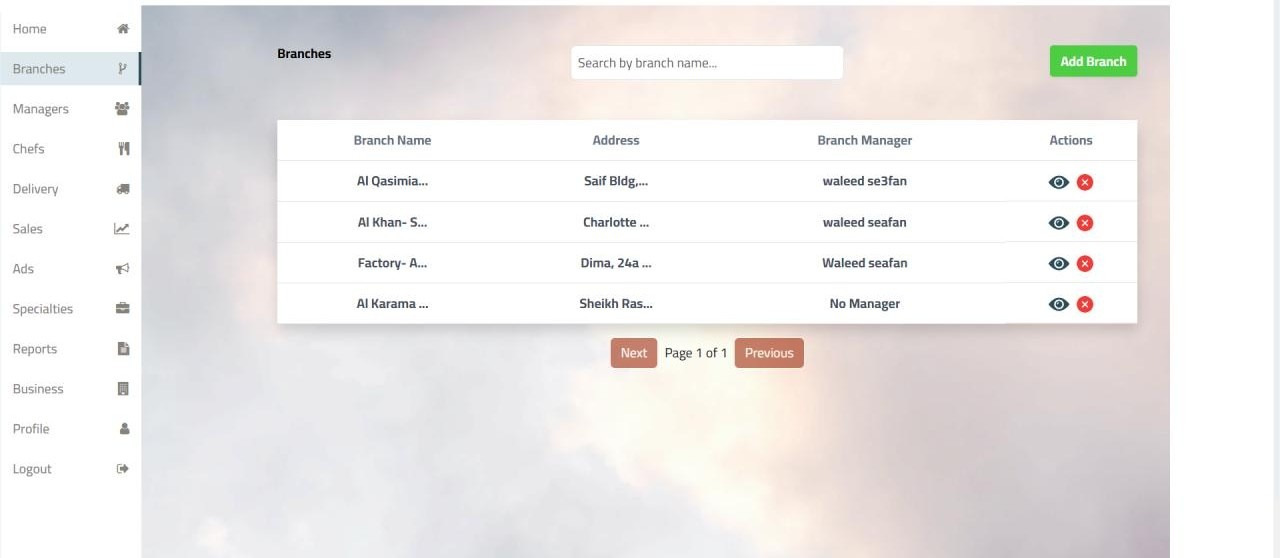 Home
Branches
Managers
Chefs
Delivery
Sales
Ads
Specialties
Reports
Business
Profile
Logout
Branches
Search by branch name...
Add Branch
Branch Name Address Branch Manager Actions
Al Qasimia... Saif Bldg,... waleed se3fan
Al Khan- S... Charlotte ... waleed seafan
Factory- A... Dima, 24a ... Waleed seafan
Al Karama ... Sheikh Ras... No Manager
Next Page 1 of 1 Previous